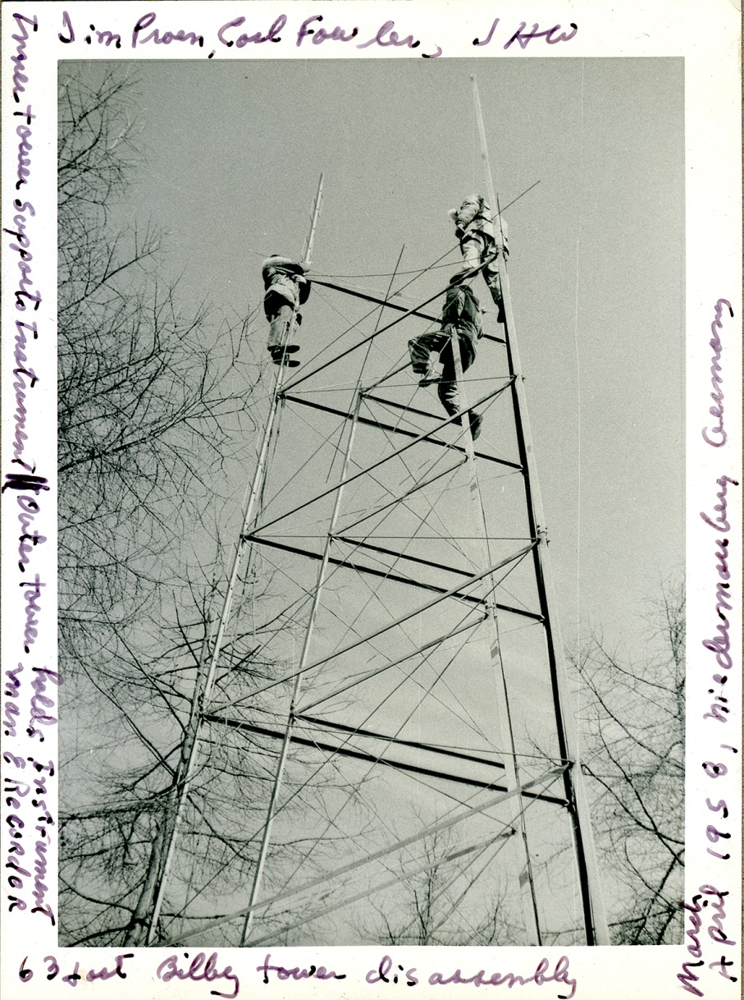 Jim Proen, Carl Fowler, JHW
Inner tower supports Instrument || Outer tower holds Instrument
man & Recorder
March
April 1958, Niedermausberg Germany
63 foot Bilby tower disassembly